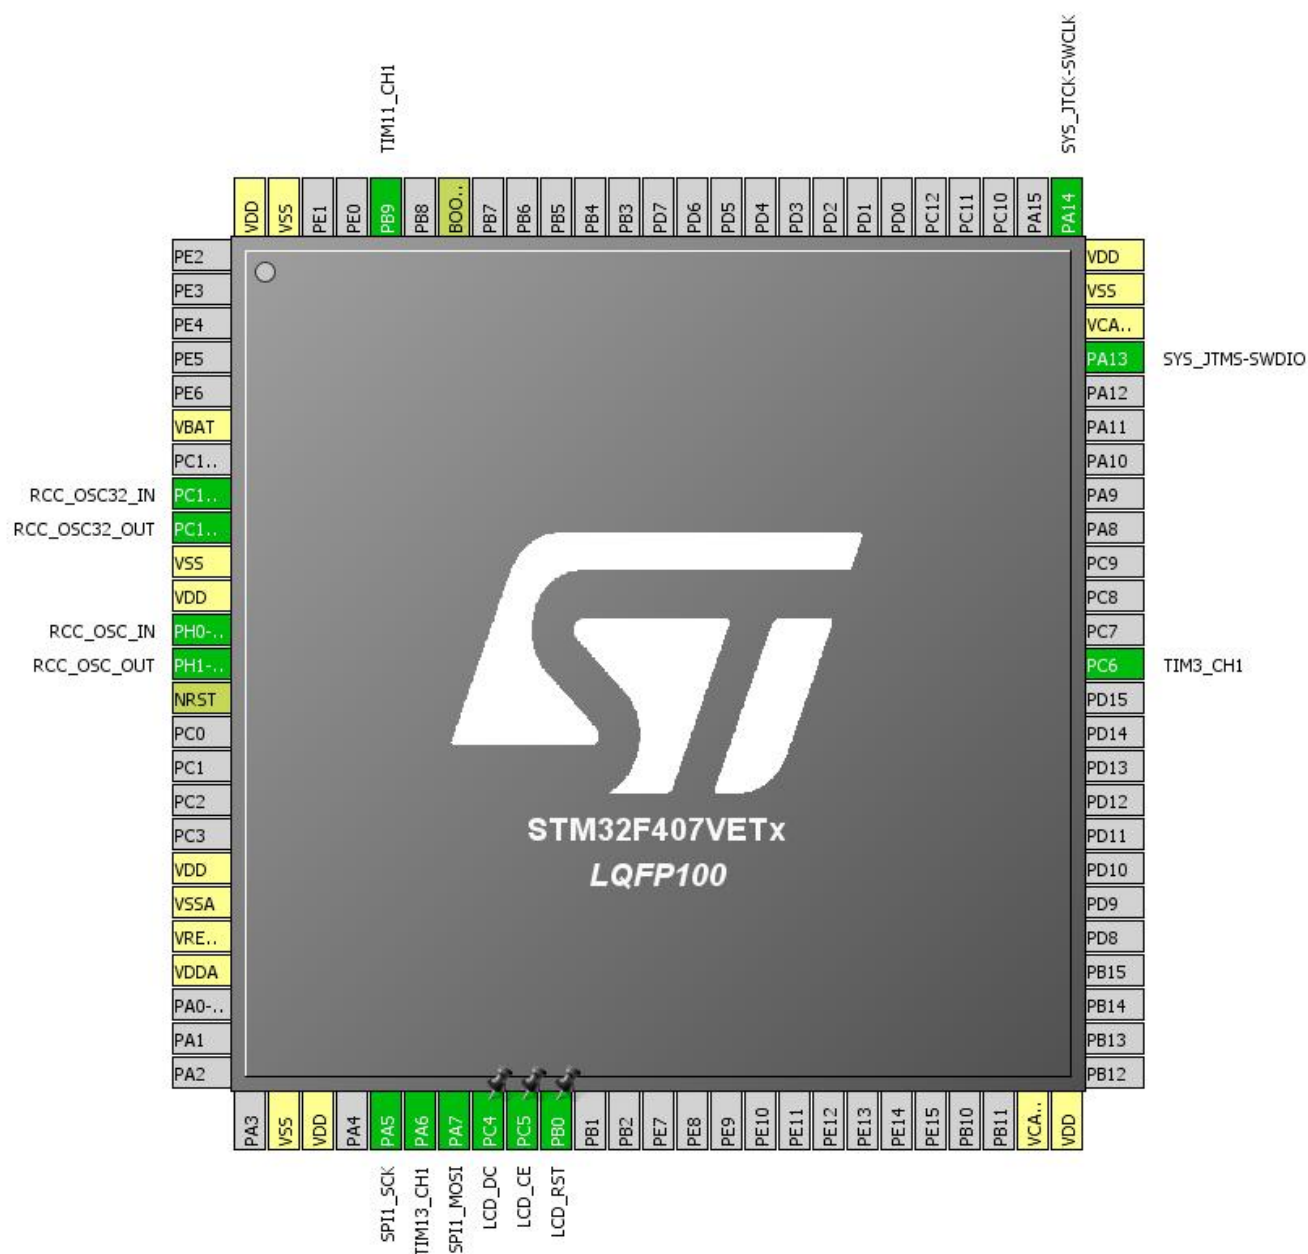 TIM11_CH1
SYS_JTCK-SWCLK
VDD
VSS
PE1
PE0
PB9
PB8
BOO..
PB7
PB6
PB5
PB4
PB3
PD7
PD6
PD5
PD4
PD3
PD2
PD1
PD0
PC12
PC11
PC10
PA15
PA14
PE2
PE3
PE4
PE5
PE6
VBAT
PC1..
RCC_OSC32_IN PC1..
RCC_OSC32_OUT PC1..
VSS
VDD
RCC_OSC_IN PH0-..
RCC_OSC_OUT PH1-..
NRST
PC0
PC1
PC2
PC3
VDD
VSSA
VRE..
VDDA
PA0-..
PA1
PA2
ST
STM32F407VETx
LQFP100
VDD
VSS
VCA..
PA13 SYS_JTMS-SWDIO
PA12
PA11
PA10
PA9
PA8
PC9
PC8
PC7
PC6 TIM3_CH1
PD15
PD14
PD13
PD12
PD11
PD10
PD9
PD8
PB15
PB14
PB13
PB12
PA3
VSS
VDD
PA4
PA5
PA6
PA7
PC4
PC5
PB0
PB1
PB2
PE7
PE8
PE9
PE10
PE11
PE12
PE13
PE14
PE15
PB10
PB11
VCA..
VDD
SPI1_SCK
TIM13_CH1
SPI1_MOSI
LCD_DC
LCD_CE
LCD_RST